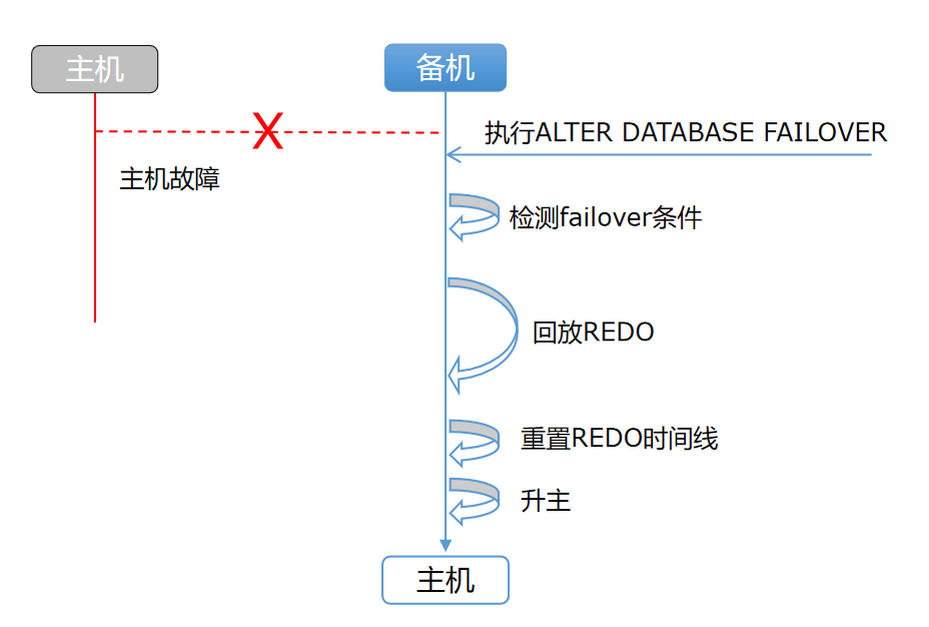 主机
备机
X
执行ALTER DATABASE FAILOVER
主机故障
检测failover条件
回放REDO
重置REDO时间线
升主
主机